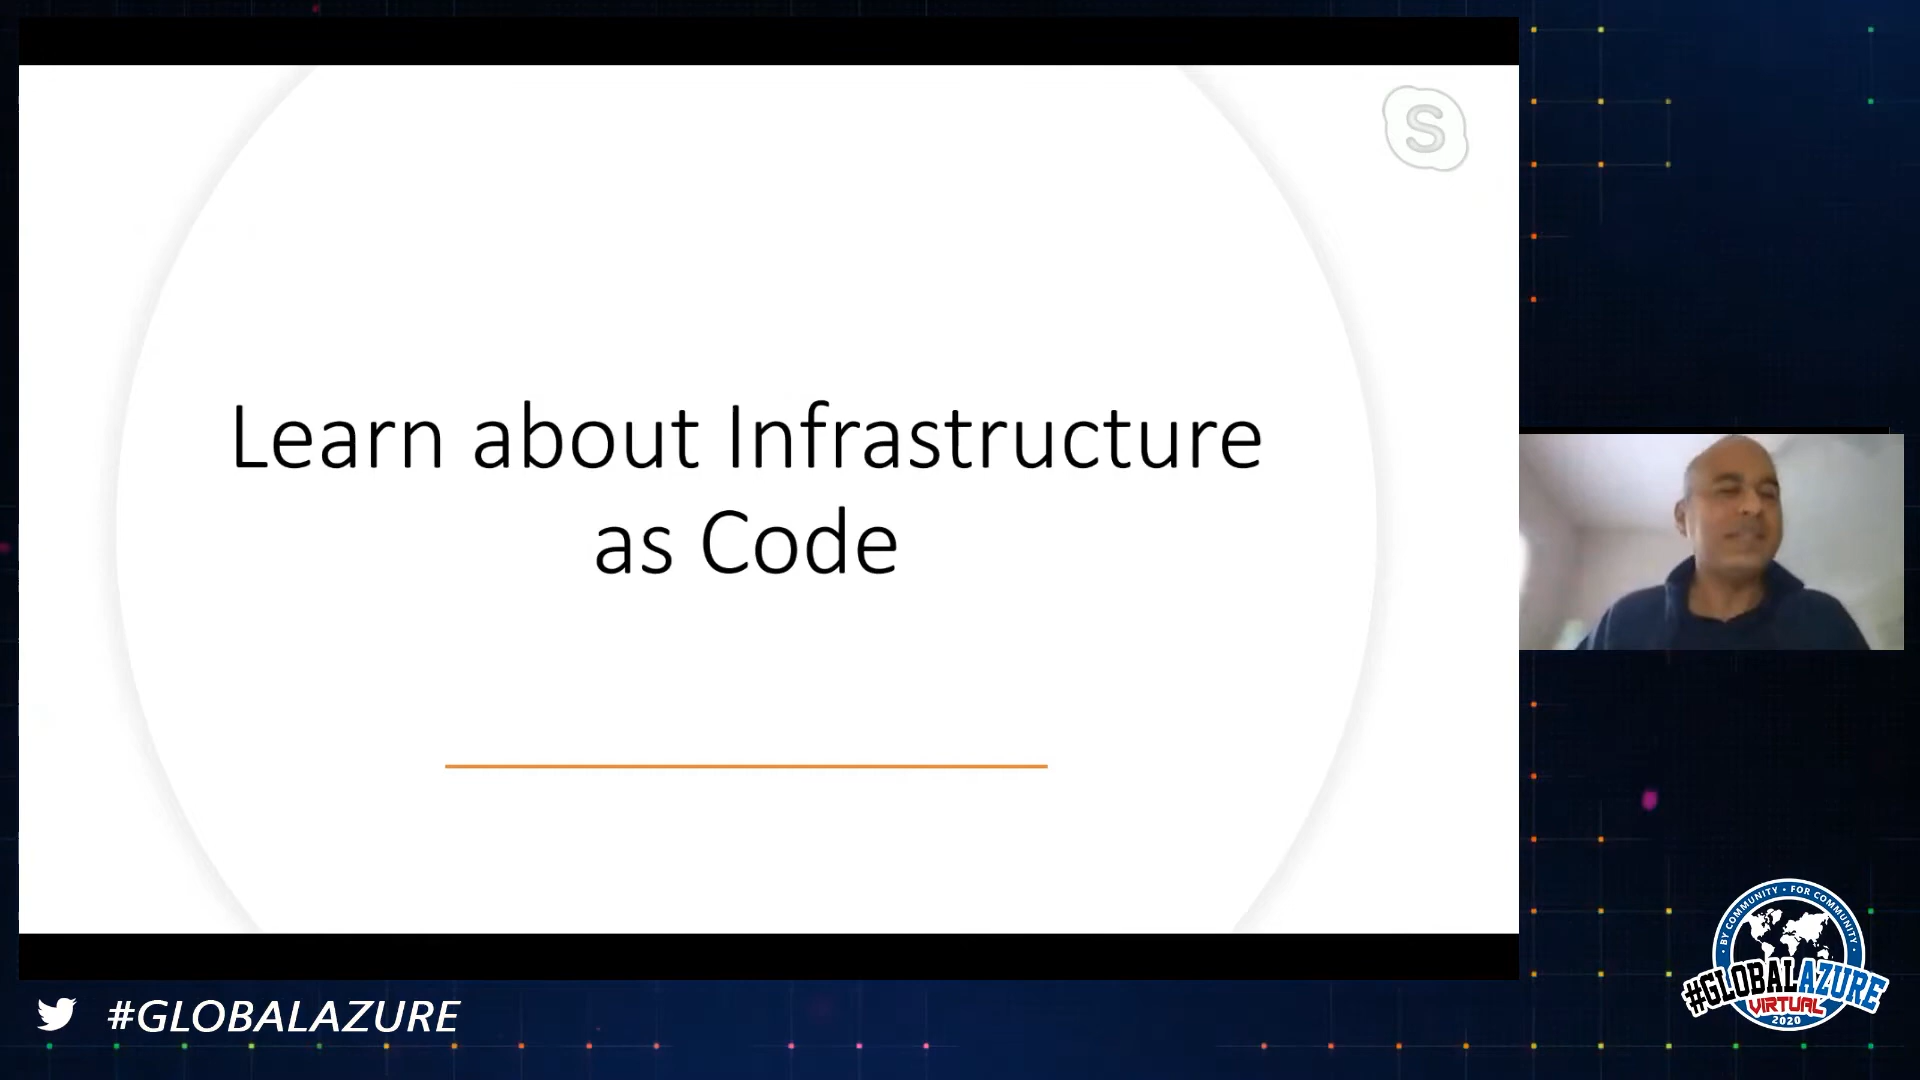 S
Learn about Infrastructure
as Code
#GLOBALAZURE
• BY COMMUNITY • FOR COMMUNITY •
#GLOBALAZURE
VIRTUAL
2020